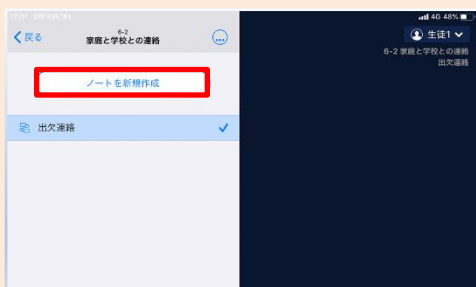 4G 48%
戻る
6-2
家庭と学校との連絡
生徒1
6-2 家庭と学校との連絡
出欠連絡
ノートを新規作成
出欠連絡